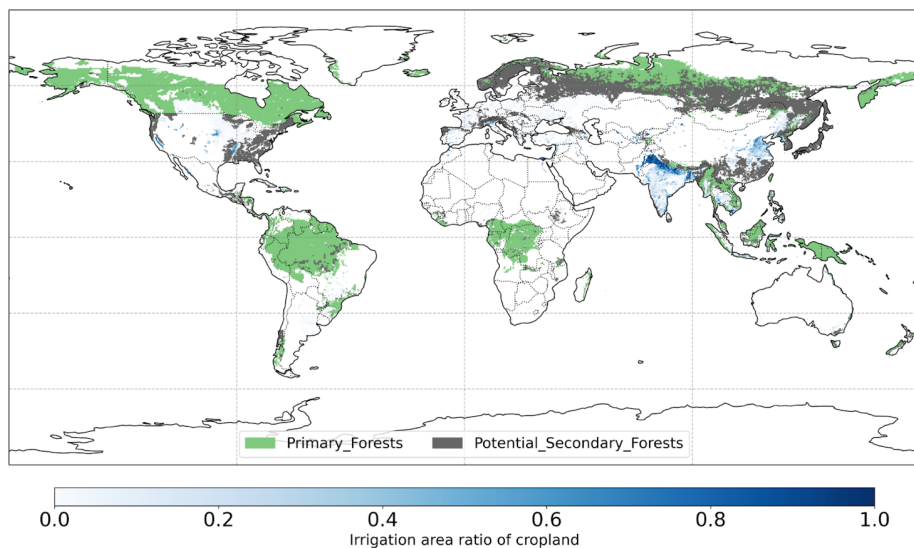 Primary_Forests Potential_Secondary_Forests
0.0 0.2 0.4 0.6 0.8 1.0
Irrigation area ratio of cropland